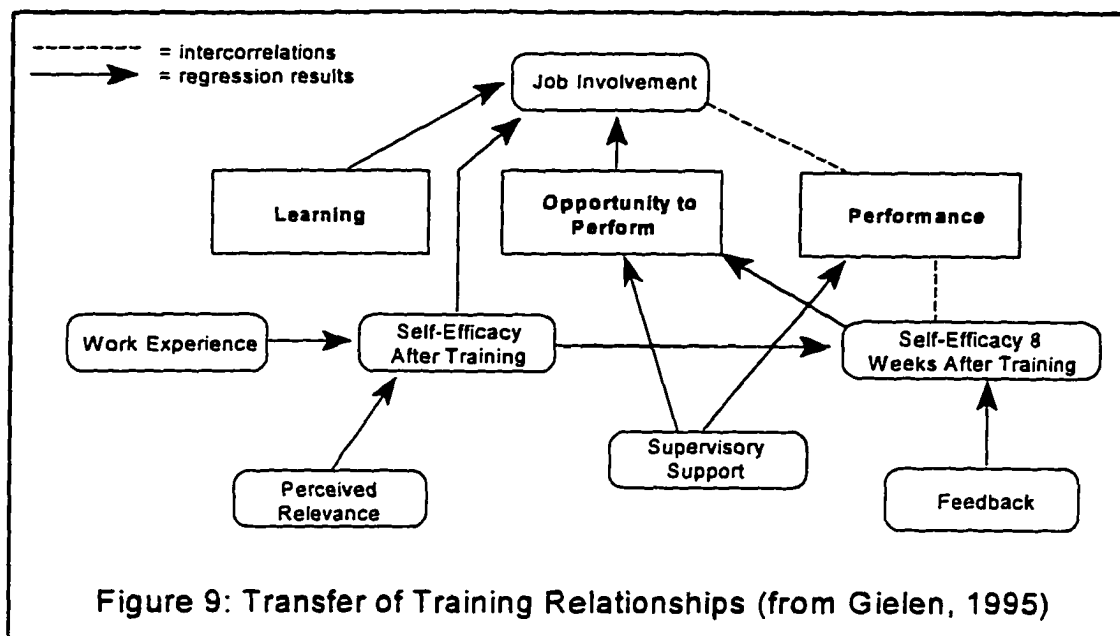 = intercorrelations
= regression results
Job Involvement
Learning
Opportunity to
Perform
Performance
Work Experience
Self-Efficacy
After Training
Self-Efficacy 8
Weeks After Training
Supervisory
Support
Perceived
Relevance
Feedback
Figure 9: Transfer of Training Relationships (from Gielen, 1995)